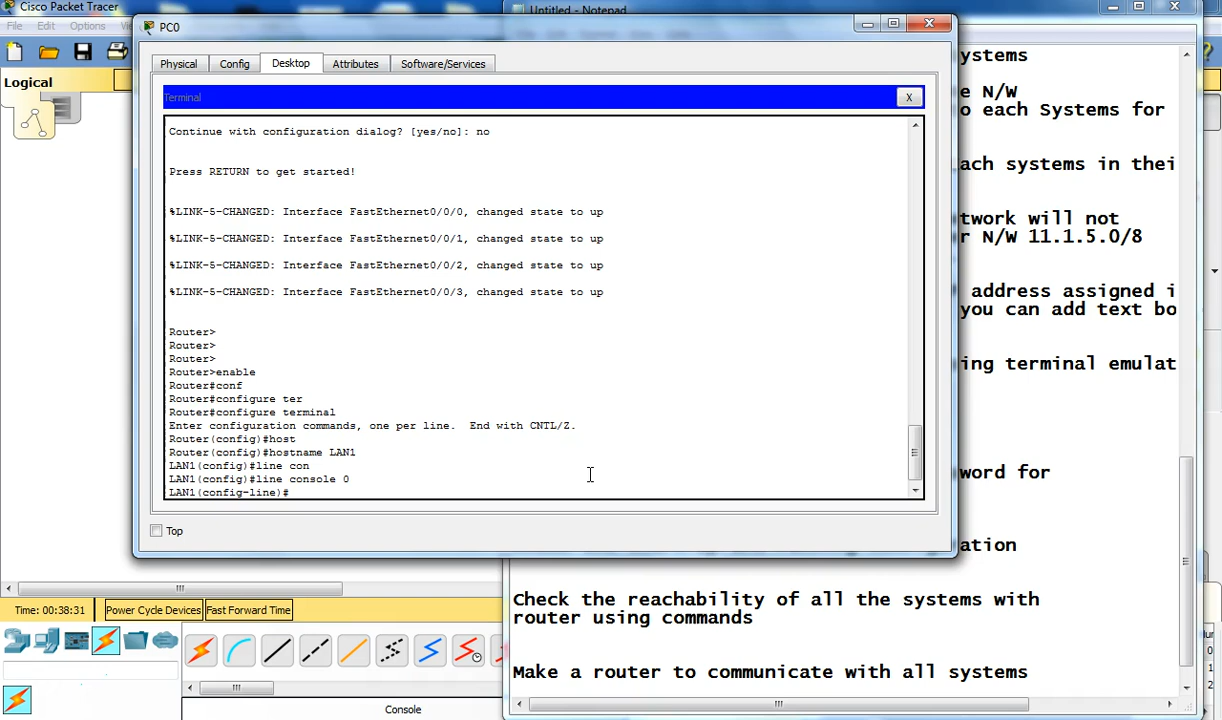 Cisco Packet Tracer
Untitled - Notepad
File Edit Options
PC0
Physical Config Desktop Attributes Software/Services
Logical
Terminal
X
Continue with configuration dialog? [yes/no]: no
Press RETURN to get started!
%LINK-5-CHANGED: Interface FastEthernet0/0/0, changed state to up
%LINK-5-CHANGED: Interface FastEthernet0/0/1, changed state to up
%LINK-5-CHANGED: Interface FastEthernet0/0/2, changed state to up
%LINK-5-CHANGED: Interface FastEthernet0/0/3, changed state to up
Router>
Router>
Router>
Router>enable
Router#conf
Router#configure ter
Router#configure terminal
Enter configuration commands, one per line.  End with CNTL/Z.
Router(config)#host
Router(config)#hostname LAN1
LAN1(config)#line con
LAN1(config)#line console 0
LAN1(config-line)#
Top
ystems
e N/W
o each Systems for
ach systems in thei
twork will not
r N/W 11.1.5.0/8
address assigned i
you can add text bo
ing terminal emulat
word for
ation
Check the reachability of all the systems with
router using commands
Make a router to communicate with all systems
Time: 00:38:31 Power Cycle Devices Fast Forward Time
Console
0
1
2